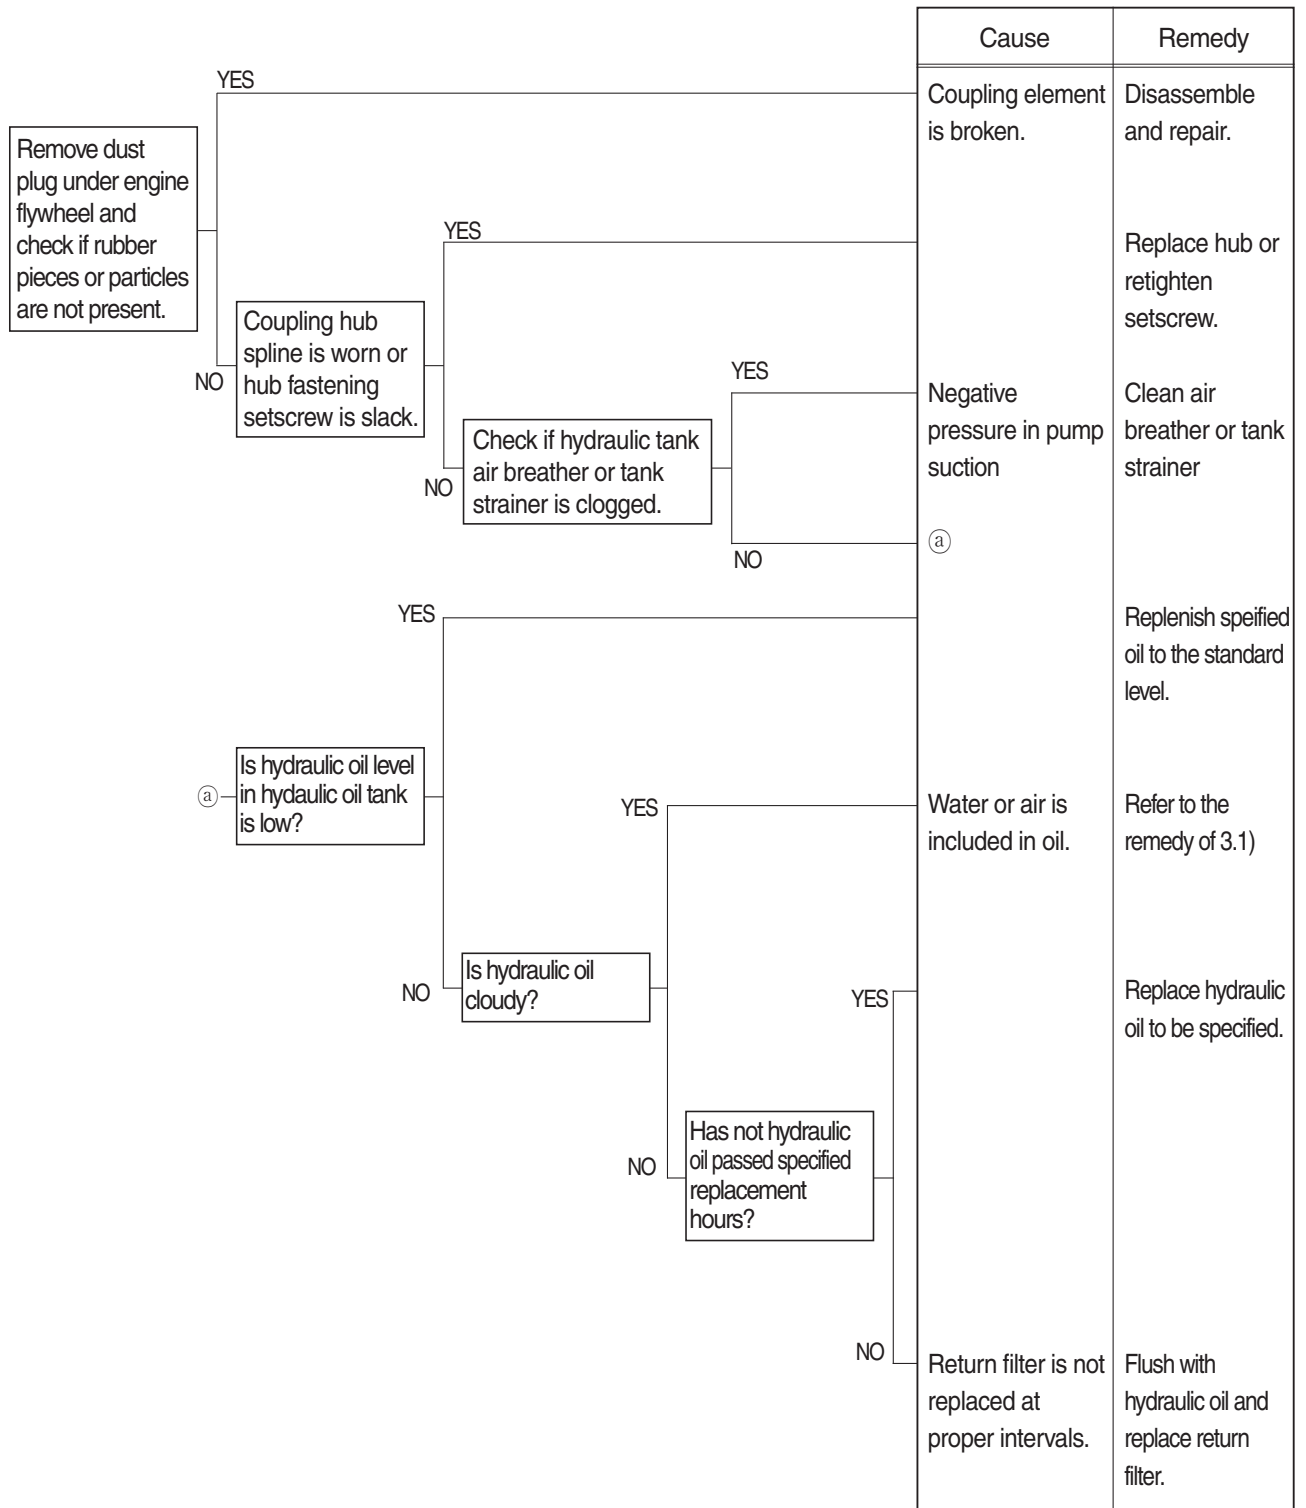 Cause
Remedy
YES
Coupling element
is broken.
Disassemble
and repair.
Remove dust
plug under engine
flywheel and
check if rubber
pieces or particles
are not present.
YES
Replace hub or
retighten
setscrew.
NO
Coupling hub
spline is worn or
hub fastening
setscrew is slack.
YES
Negative
pressure in pump
suction
Clean air
breather or tank
strainer
NO
Check if hydraulic tank
air breather or tank
strainer is clogged.
NO
ⓐ
YES
Replenish speified
oil to the standard
level.
ⓐ
Is hydraulic oil level
in hydaulic oil tank
is low?
YES
Water or air is
included in oil.
Refer to the
remedy of 3.1)
NO
Is hydraulic oil
cloudy?
YES
Replace hydraulic
oil to be specified.
NO
Has not hydraulic
oil passed specified
replacement
hours?
NO
Return filter is not
replaced at
proper intervals.
Flush with
hydraulic oil and
replace return
filter.